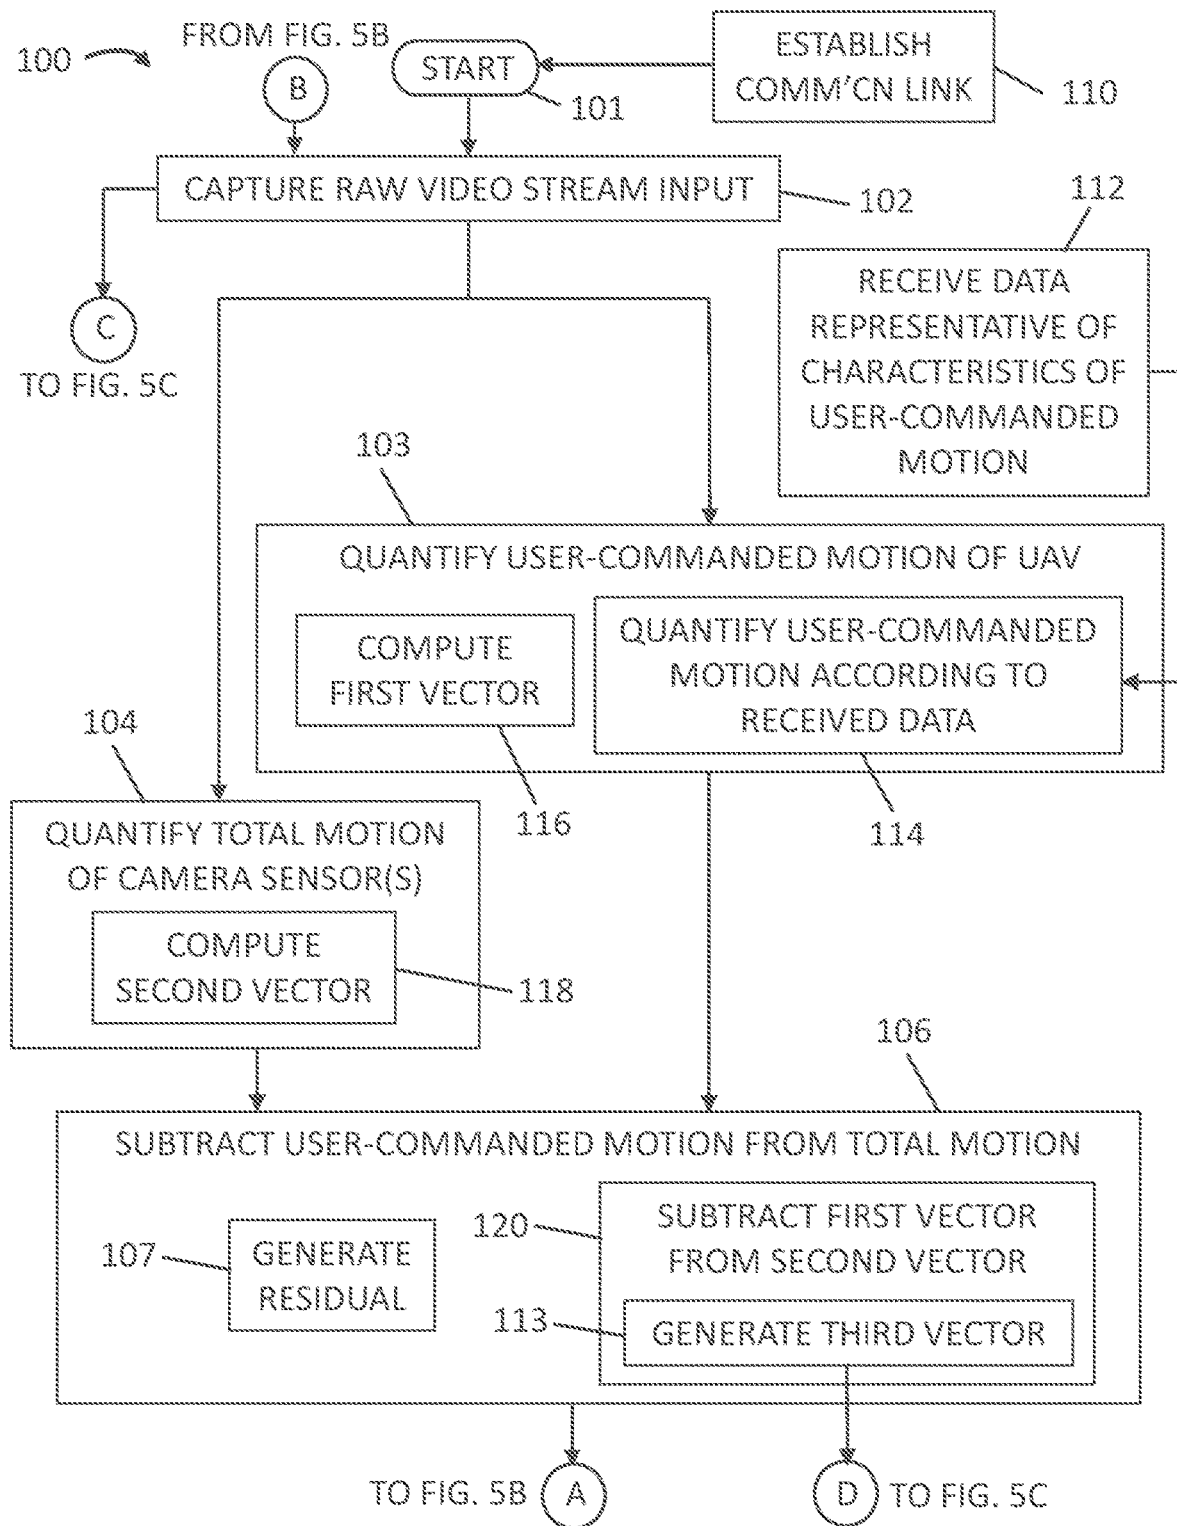 100
FROM FIG. 5B
B
START
101
ESTABLISH
COMM'CN LINK
110
CAPTURE RAW VIDEO STREAM INPUT
102
C
TO FIG. 5C
112
RECEIVE DATA
REPRESENTATIVE OF
CHARACTERISTICS OF
USER-COMMANDED
MOTION
103
QUANTIFY USER-COMMANDED MOTION OF UAV
COMPUTE
FIRST VECTOR
116
QUANTIFY USER-COMMANDED
MOTION ACCORDING TO
RECEIVED DATA
114
104
QUANTIFY TOTAL MOTION
OF CAMERA SENSOR(S)
COMPUTE
SECOND VECTOR
118
106
SUBTRACT USER-COMMANDED MOTION FROM TOTAL MOTION
107
GENERATE
RESIDUAL
120
SUBTRACT FIRST VECTOR
FROM SECOND VECTOR
113
GENERATE THIRD VECTOR
TO FIG. 5B
A
D
TO FIG. 5C